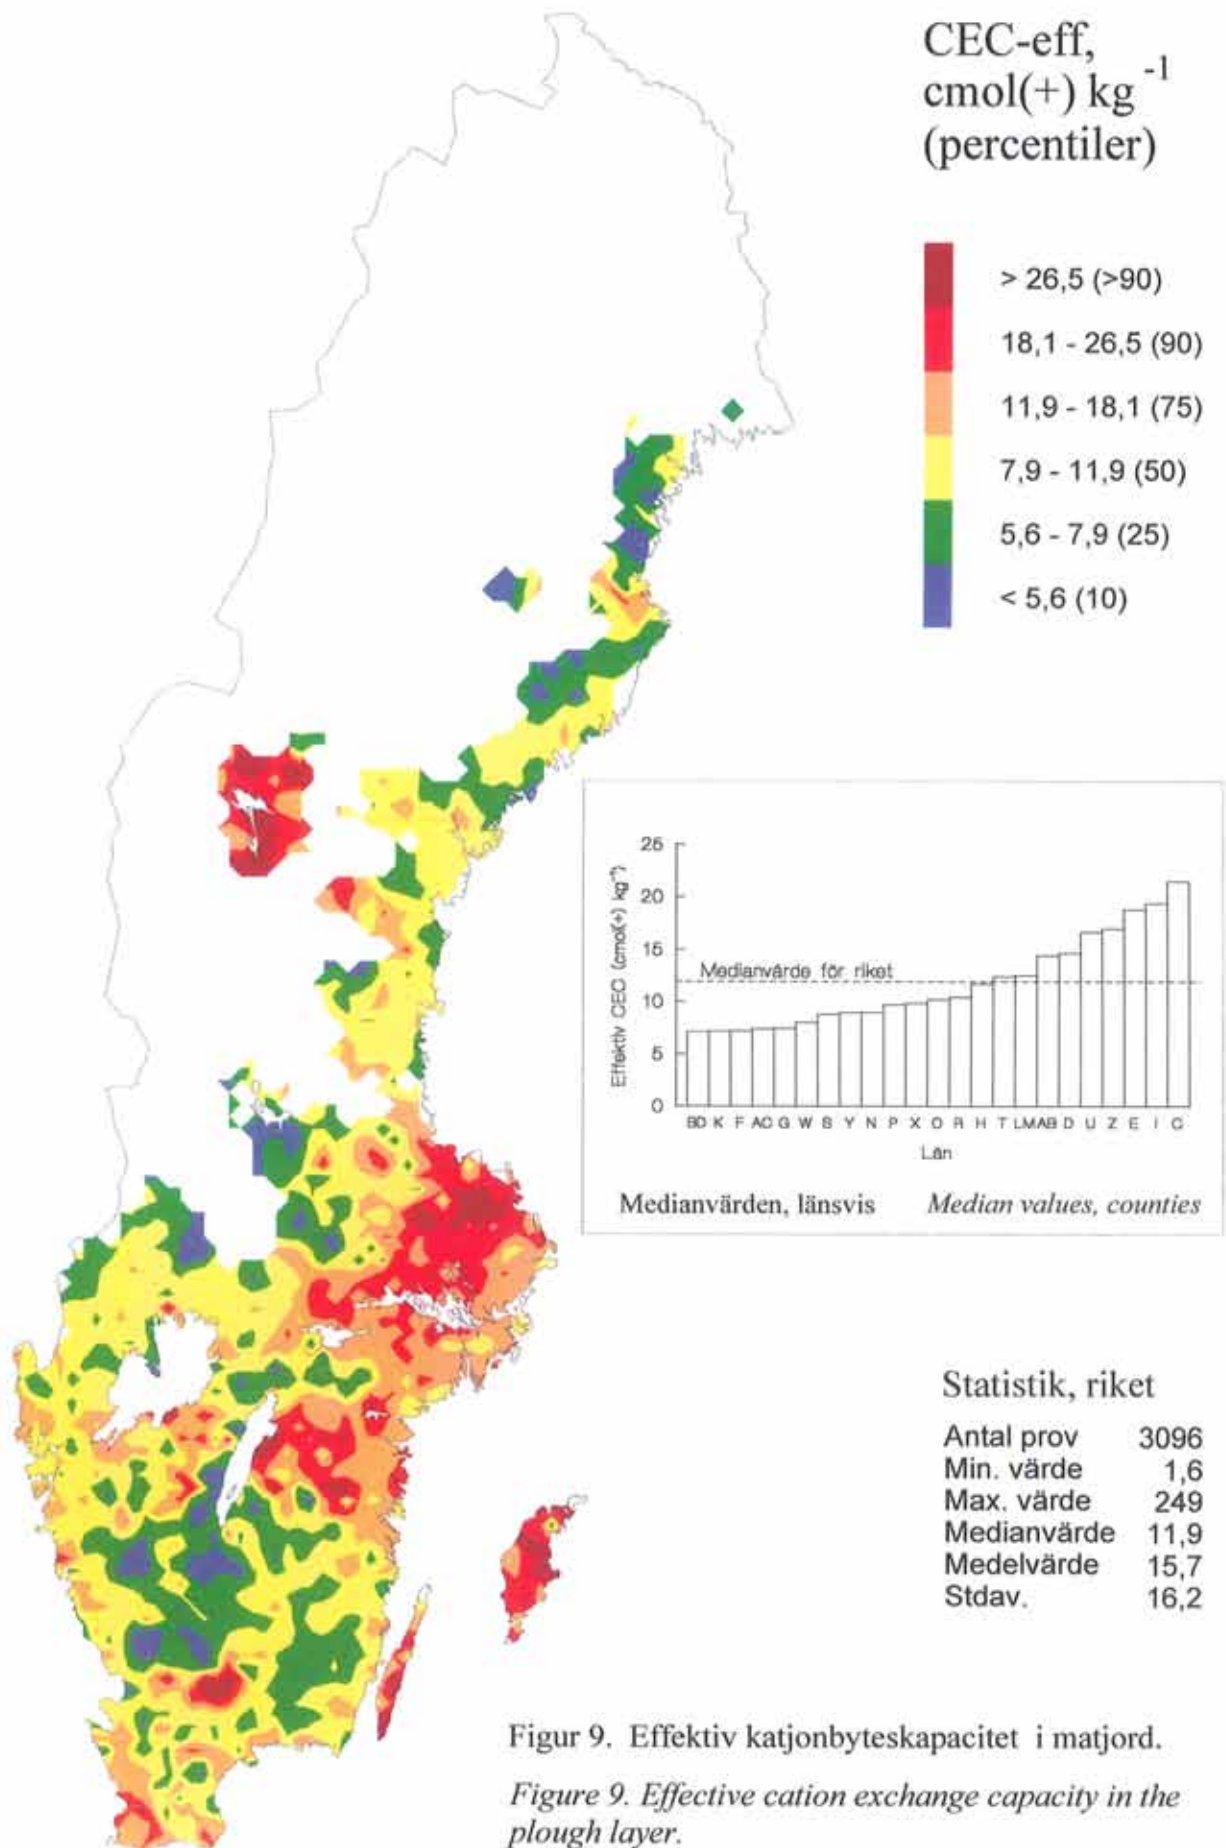 CEC-eff,
cmol(+) kg⁻¹
(percentiler)
> 26,5 (>90)
18,1 - 26,5 (90)
11,9 - 18,1 (75)
7,9 - 11,9 (50)
5,6 - 7,9 (25)
< 5,6 (10)
Effektiv CEC (cmol(+) kg⁻¹)
25
20
15
10
5
0
Medianvärde för riket
BD K F AC G W S Y N P X O R H T LM AB D U Z E I C
Län
Medianvärden, länsvis Median values, counties
Statistik, riket
Antal prov 3096
Min. värde 1,6
Max. värde 249
Medianvärde 11,9
Medelvärde 15,7
Stdav. 16,2
Figur 9. Effektiv katjonbyteskapacitet i matjord.
Figure 9. Effective cation exchange capacity in the
plough layer.